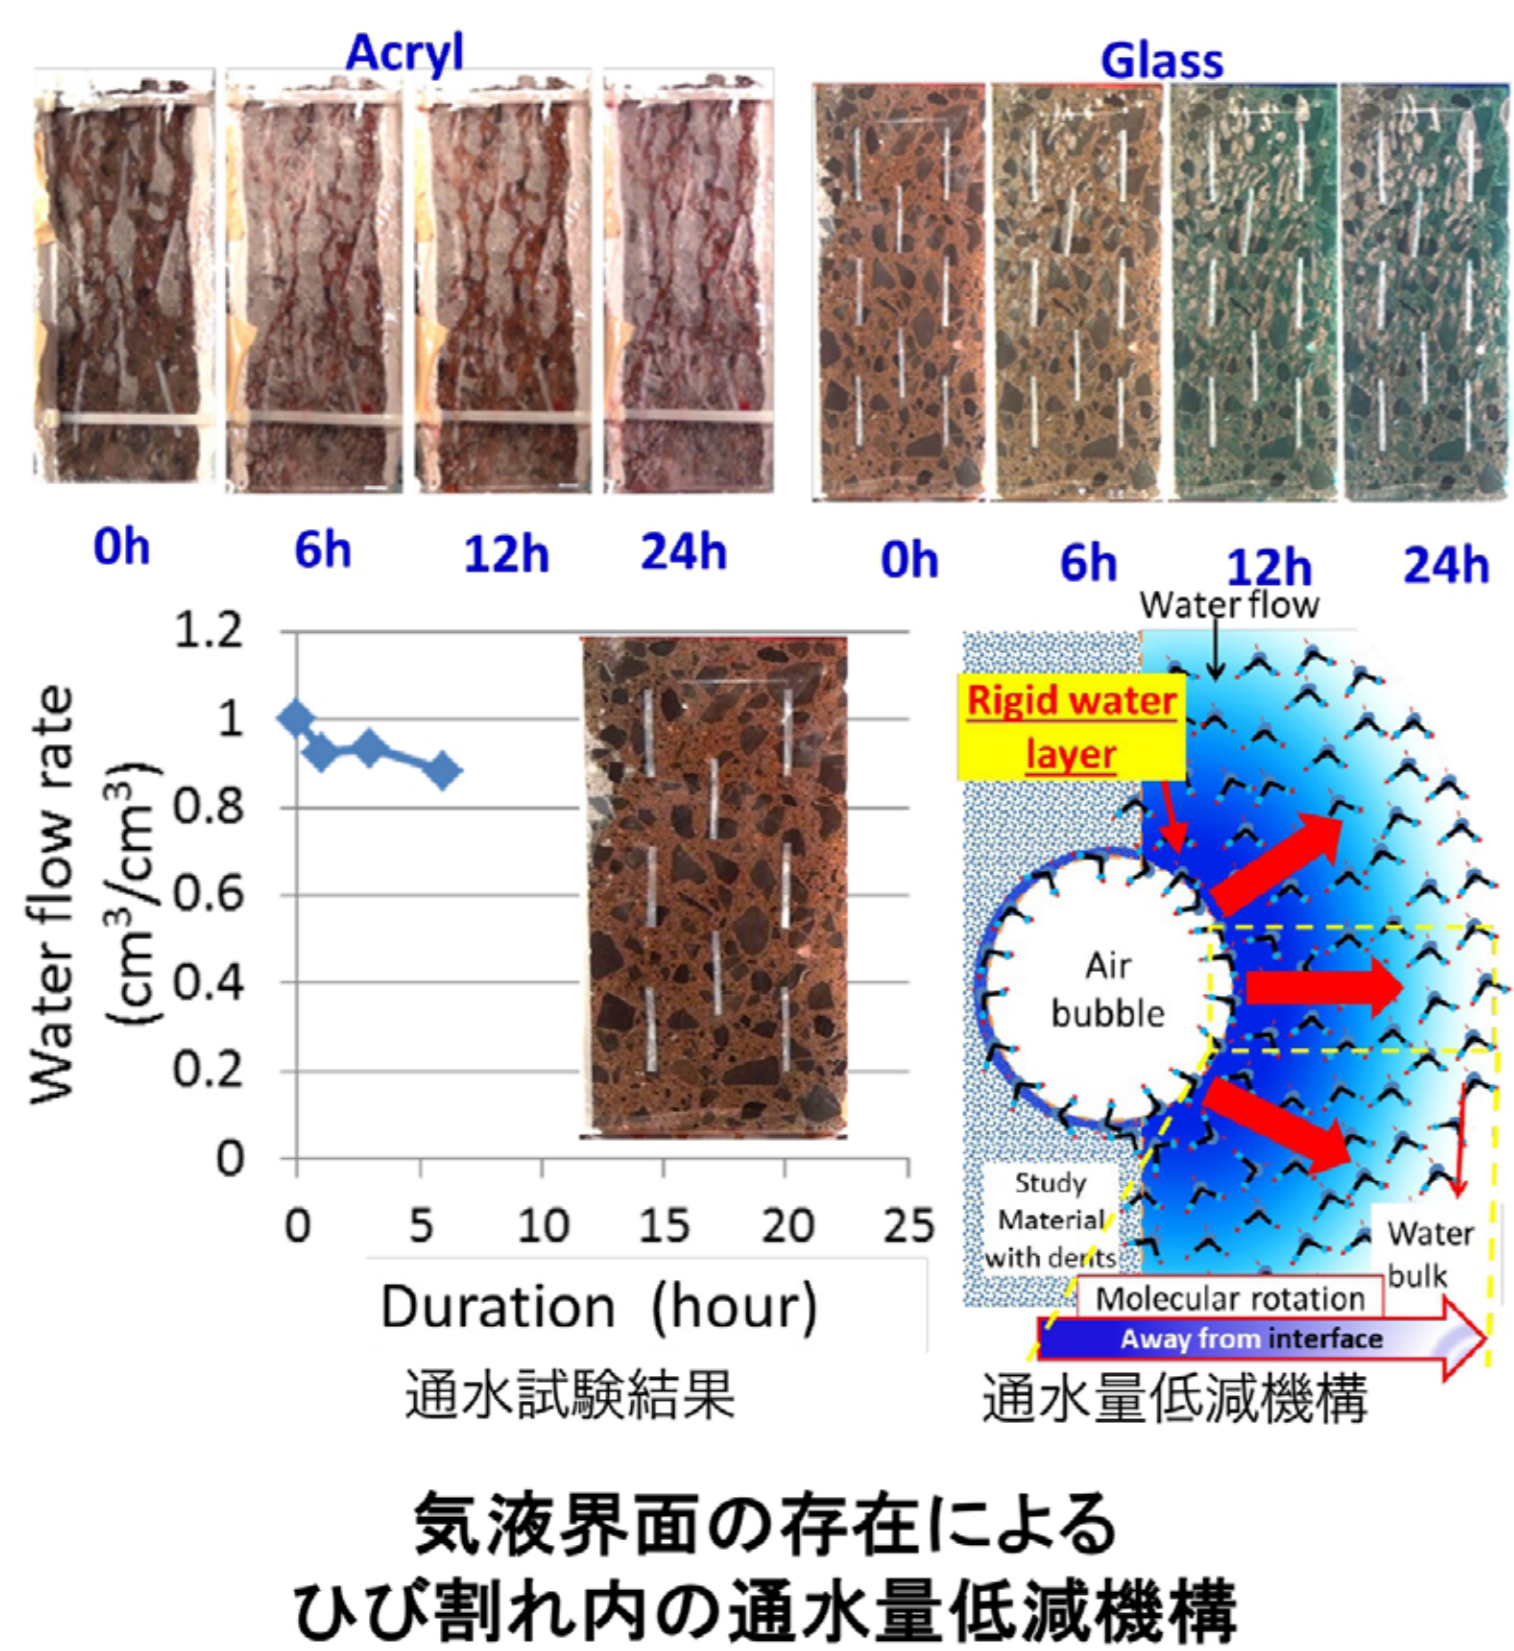 Acryl
Glass
0h
6h
12h
24h
0h
6h
12h
24h
Water flow rate
(cm³/cm³)
1.2
1
0.8
0.6
0.4
0.2
0
0
5
10
15
20
25
Duration (hour)
通水試験結果
Water flow
Rigid water
layer
Air
bubble
Study
Material
with dents
Water
bulk
Molecular rotation
Away from interface
通水量低減機構
気液界面の存在による
ひび割れ内の通水量低減機構